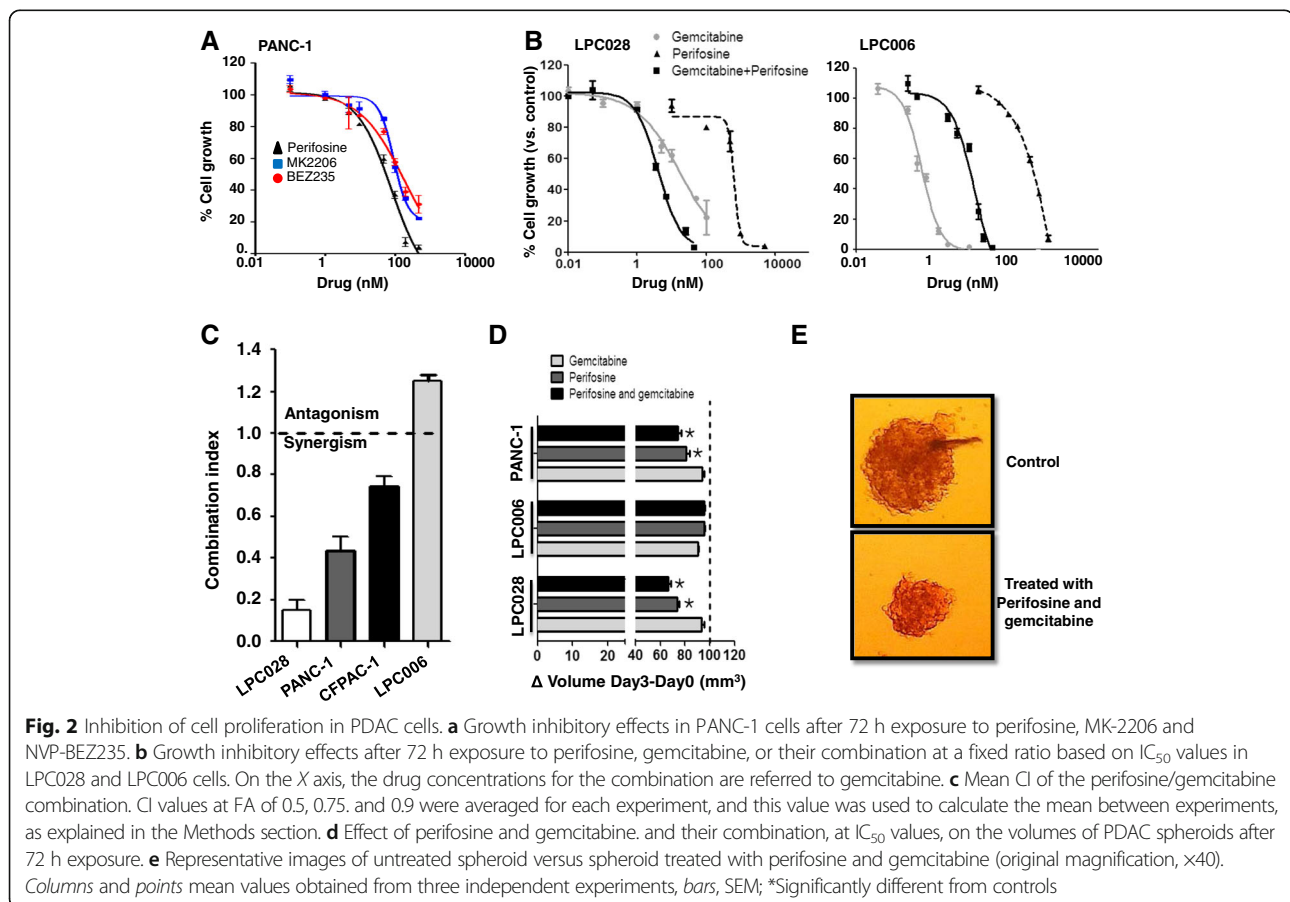 A
PANC-1
% Cell growth
120
100
80
60
40
20
0.
Perifosine
MK2206
BEZ235
0.01
1
100
10000
Drug (nM)
B
LPC028
Gemcitabine
Perifosine
Gemcitabine+Perifosine
% Cell growth (vs. control)
120
100
80
60
40
20
0
0.01
1
100
10000
Drug (nM)
LPC006
120
100
80
60
40
20
0
0.01
1
100
10000
Drug (nM)
C
Combination index
1.4
1.2
1.0
0.8
0.6
0.4
0.2
0.0
Antagonism
Synergism
LPC028
PANC-1
CFPAC-1
LPC006
D
Gemcitabine
Perifosine
Perifosine and gemcitabine
PANC-1
*
*
LPC006
LPC028
*
*
0 10 20 40 60 80 100 120
Δ Volume Day3-Day0 (mm³)
E
Control
Treated with
Perifosine and
gemcitabine
Fig. 2 Inhibition of cell proliferation in PDAC cells. a Growth inhibitory effects in PANC-1 cells after 72 h exposure to perifosine, MK-2206 and
NVP-BEZ235. b Growth inhibitory effects after 72 h exposure to perifosine, gemcitabine, or their combination at a fixed ratio based on IC₅₀ values in
LPC028 and LPC006 cells. On the X axis, the drug concentrations for the combination are referred to gemcitabine. c Mean CI of the perifosine/gemcitabine
combination. CI values at FA of 0.5, 0.75. and 0.9 were averaged for each experiment, and this value was used to calculate the mean between experiments,
as explained in the Methods section. d Effect of perifosine and gemcitabine. and their combination, at IC₅₀ values, on the volumes of PDAC spheroids after
72 h exposure. e Representative images of untreated spheroid versus spheroid treated with perifosine and gemcitabine (original magnification, ×40).
Columns and points mean values obtained from three independent experiments, bars, SEM; *Significantly different from controls